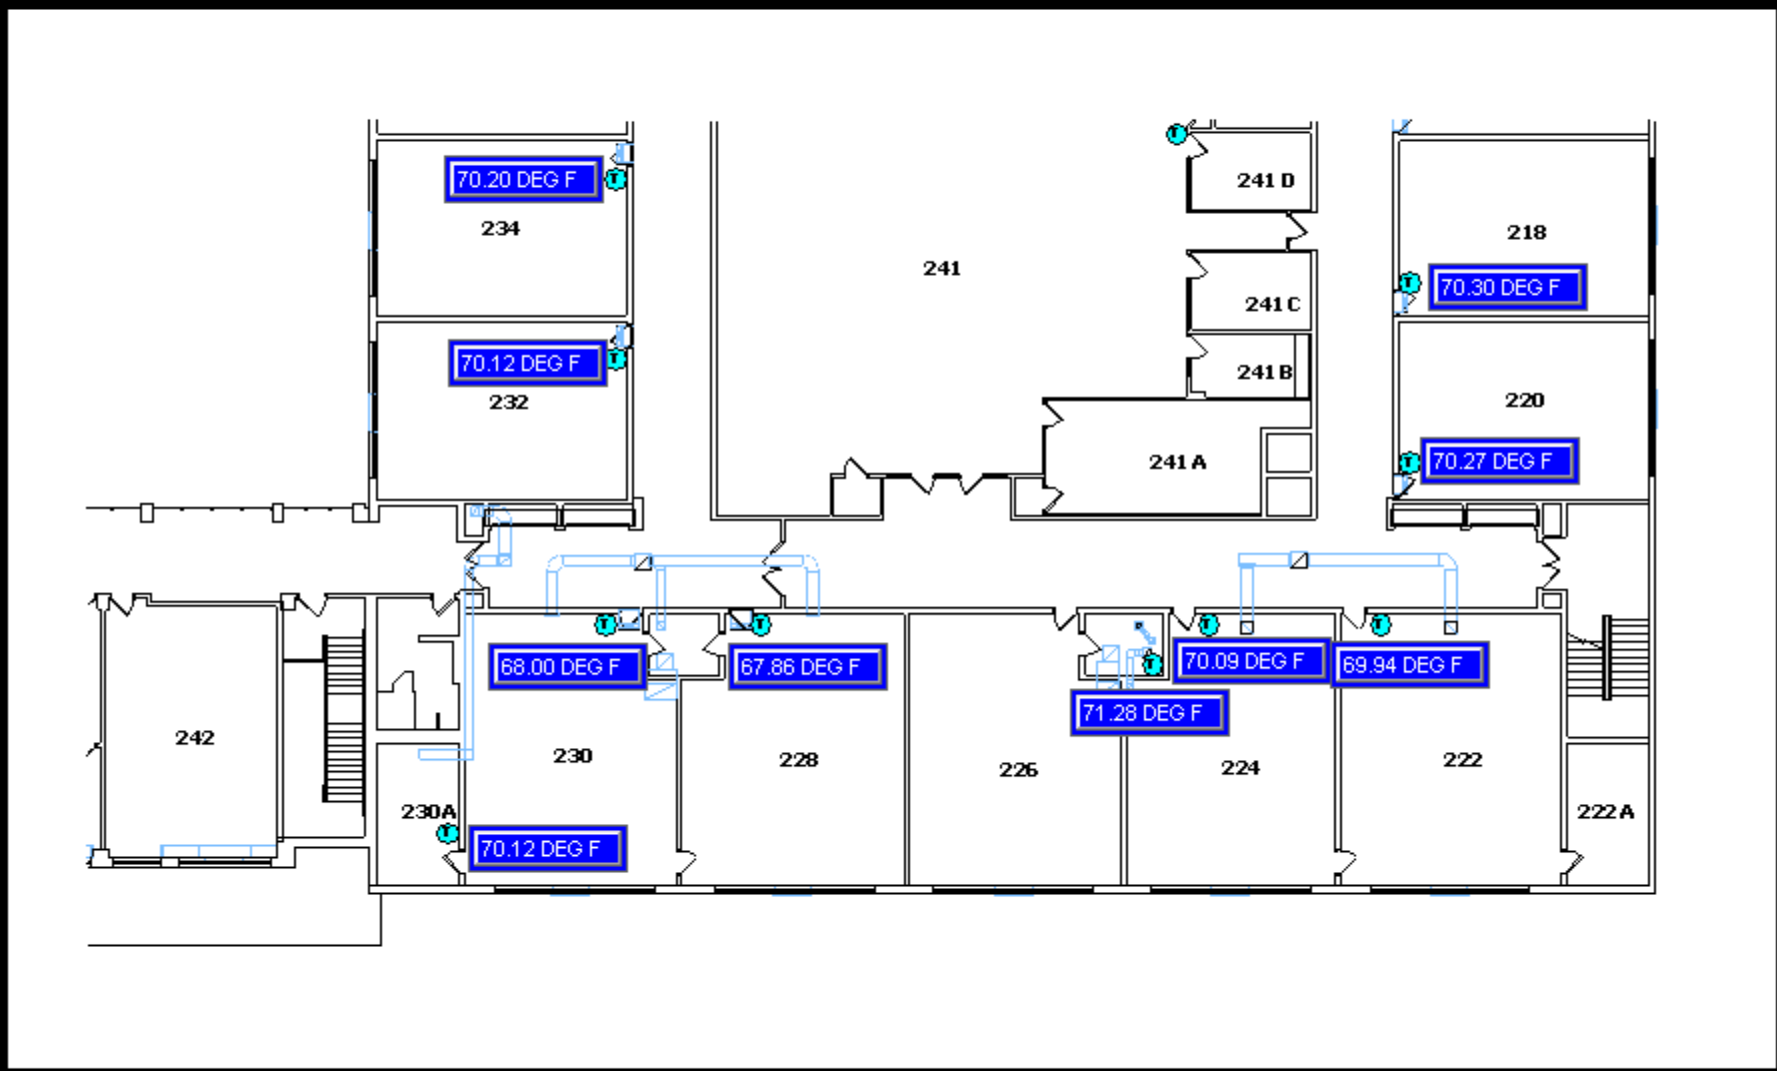 241 D
70.20 DEG F
234
218
241
70.30 DEG F
241 C
70.12 DEG F
241 B
232
220
241 A
70.27 DEG F
68.00 DEG F
67.86 DEG F
70.09 DEG F
69.94 DEG F
71.28 DEG F
242
230
228
226
224
222
230A
222 A
70.12 DEG F
T
T
T
T
T
T
T
T
T
T
T